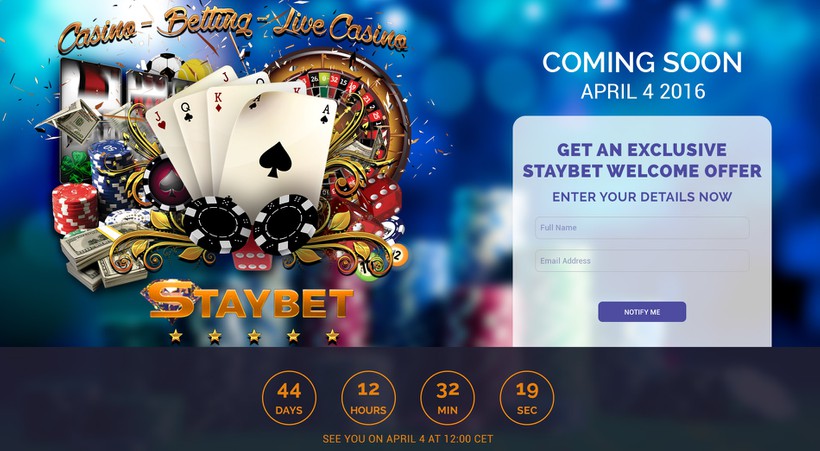 Casino - Betting - Live Casino
J
Q
K
A
J
Q
K
A
STAYBET
COMING SOON
APRIL 4 2016
GET AN EXCLUSIVE
STAYBET WELCOME OFFER
ENTER YOUR DETAILS NOW
Full Name
Email Address
NOTIFY ME
44
DAYS
12
HOURS
32
MIN
19
SEC
SEE YOU ON APRIL 4 AT 12:00 CET